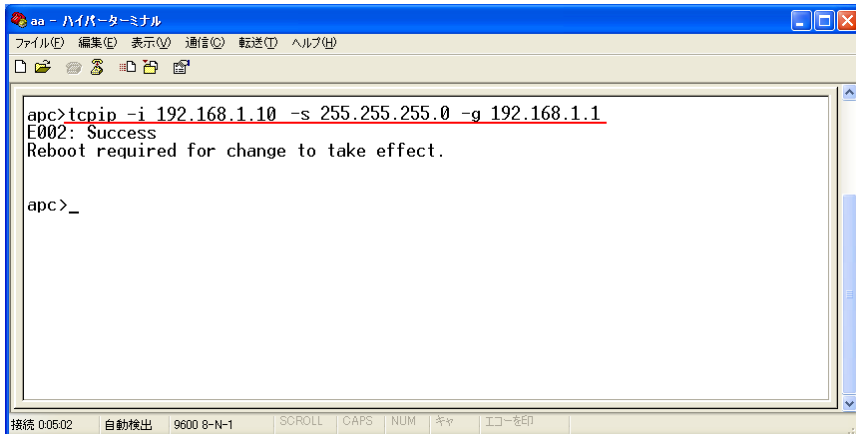 aa - ハイパーターミナル
ファイル(F) 編集(E) 表示(V) 通信(C) 転送(T) ヘルプ(H)
apc>tcpip -i 192.168.1.10 -s 255.255.255.0 -g 192.168.1.1
E002: Success
Reboot required for change to take effect.
apc>_
接続 0:05:02 自動検出 9600 8-N-1 SCROLL CAPS NUM キャ エコーを印